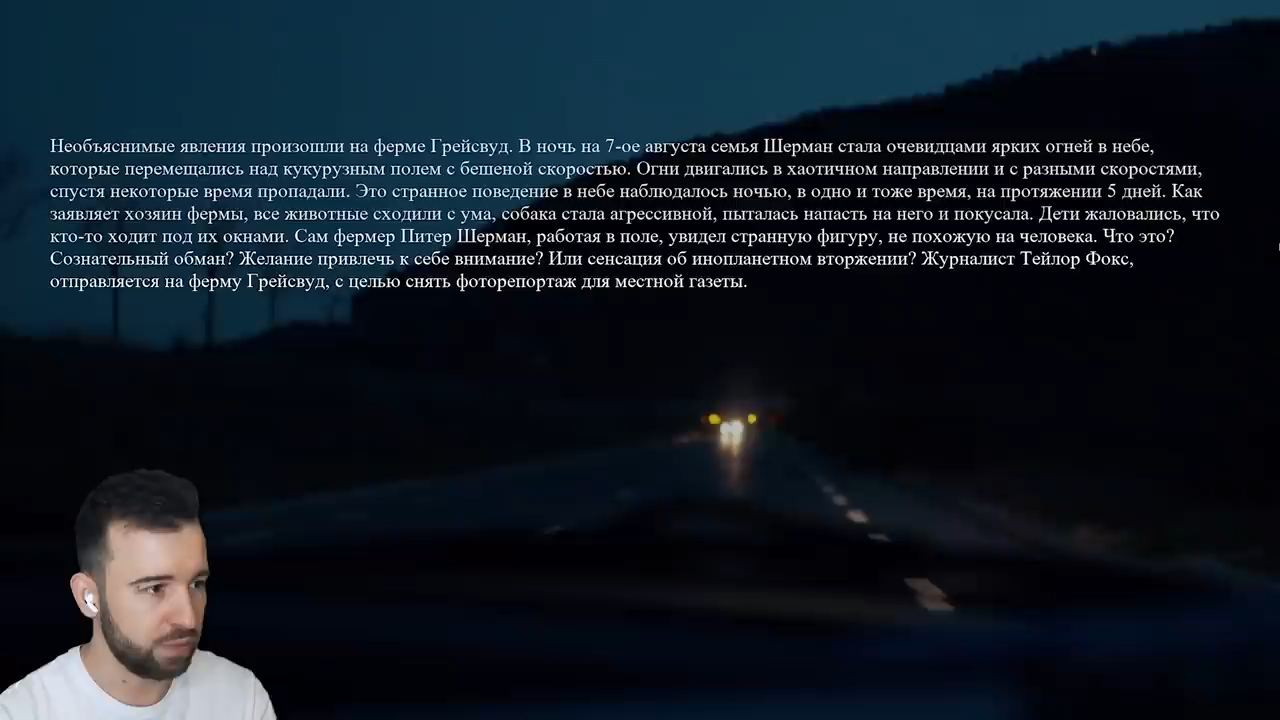 Необъяснимые явления произошли на ферме Грейсвуд. В ночь на 7-ое августа семья Шерман стала очевидцами ярких огней в небе,
которые перемещались над кукурузным полем с бешеной скоростью. Огни двигались в хаотичном направлении и с разными скоростями,
спустя некоторые время пропадали. Это странное поведение в небе наблюдалось ночью, в одно и тоже время, на протяжении 5 дней. Как
заявляет хозяин фермы, все животные сходили с ума, собака стала агрессивной, пыталась напасть на него и покусала. Дети жаловались, что
кто-то ходит под их окнами. Сам фермер Питер Шерман, работая в поле, увидел странную фигуру, не похожую на человека. Что это?
Сознательный обман? Желание привлечь к себе внимание? Или сенсация об инопланетном вторжении? Журналист Тейлор Фокс,
отправляется на ферму Грейсвуд, с целью снять фоторепортаж для местной газеты.